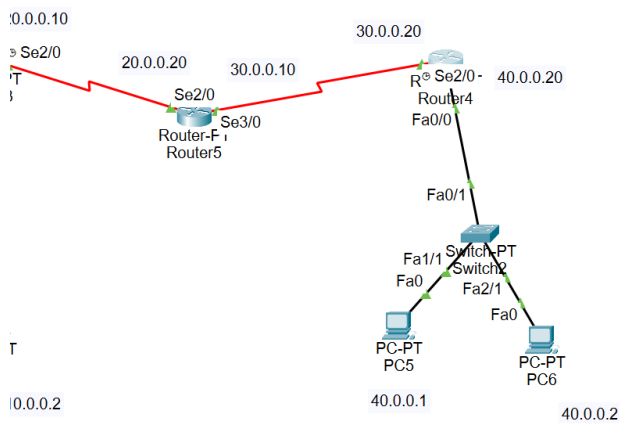 20.0.0.10
Se2/0
PT
3
20.0.0.20
30.0.0.10
30.0.0.20
Se2/0
Se3/0
Router-P
Router5
R
Se2/0 -
40.0.0.20
Router4
Fa0/0
Fa0/1
Switch-PT
Switch2
Fa1/1
Fa0
Fa2/1
Fa0
T
PC-PT
PC5
PC-PT
PC6
10.0.0.2
40.0.0.1
40.0.0.2